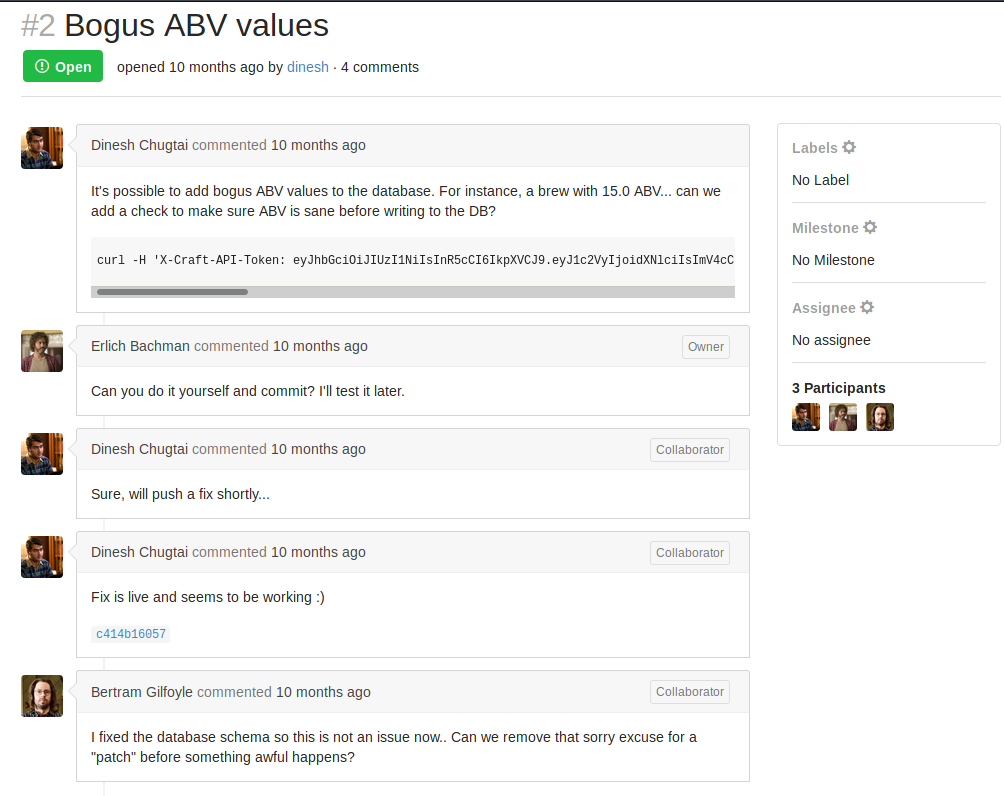 #2 Bogus ABV values
Open opened 10 months ago by dinesh · 4 comments
Dinesh Chugtai commented 10 months ago
It's possible to add bogus ABV values to the database. For instance, a brew with 15.0 ABV... can we
add a check to make sure ABV is sane before writing to the DB?
curl -H 'X-Craft-API-Token: eyJhbGciOiJIUzI1NiIsInR5cCI6IkpXVCJ9.eyJ1c2VyIjoidXNlciIsImV4cC
Erlich Bachman commented 10 months ago
Owner
Can you do it yourself and commit? I'll test it later.
Dinesh Chugtai commented 10 months ago
Collaborator
Sure, will push a fix shortly...
Dinesh Chugtai commented 10 months ago
Collaborator
Fix is live and seems to be working :)
c414b16057
Bertram Gilfoyle commented 10 months ago
Collaborator
I fixed the database schema so this is not an issue now.. Can we remove that sorry excuse for a
"patch" before something awful happens?
Labels
No Label
Milestone
No Milestone
Assignee
No assignee
3 Participants